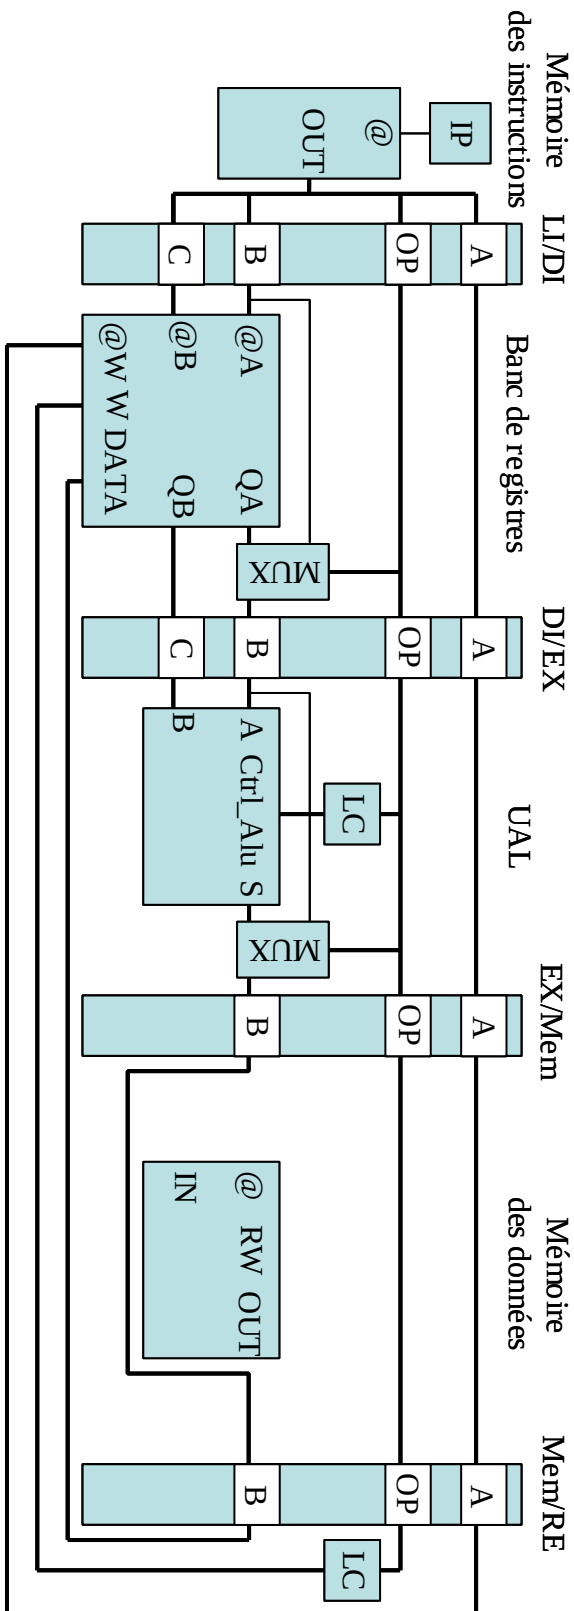 Mémoire
des instructions
LI/DI
Banc de registres
DI/EX
UAL
EX/Mem
Mémoire
des données
Mem/RE
IP
@
OUT
A
OP
B
C
@A
QA
@B
QB
@W W DATA
MUX
A
OP
B
C
LC
A Ctrl_Alu S
B
MUX
A
OP
B
@ RW OUT
IN
A
OP
B
LC